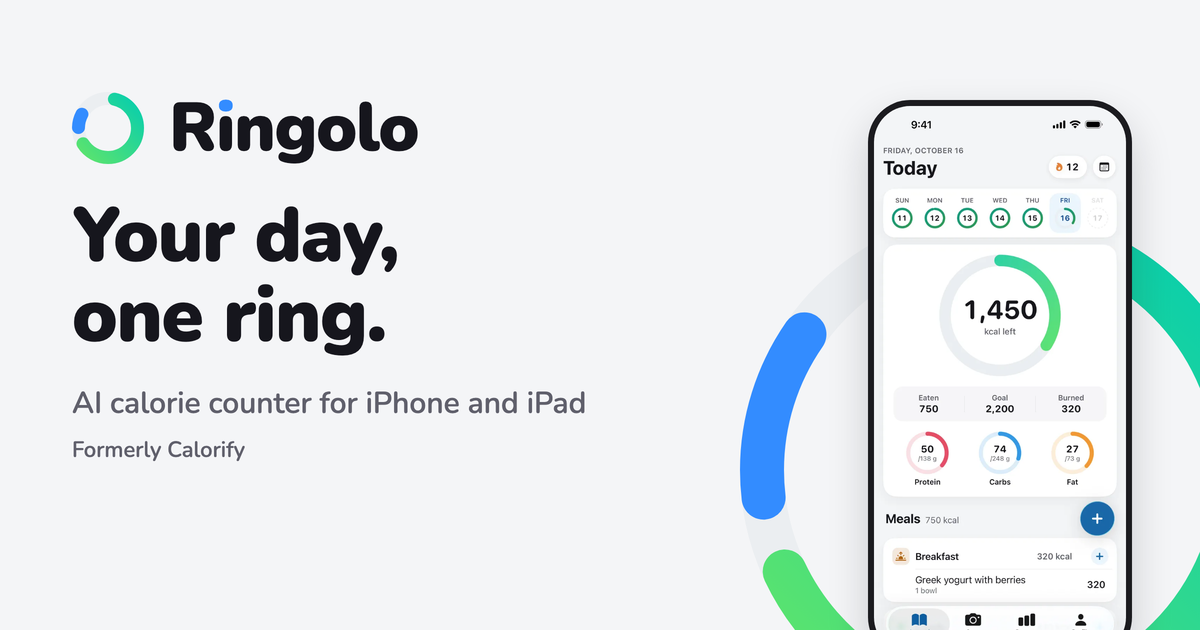 Ringolo
Your day,
one ring.
AI calorie counter for iPhone and iPad
Formerly Calorify
9:41
FRIDAY, OCTOBER 16
Today
12
SUN MON TUE WED THU FRI SAT
11 12 13 14 15 16 17
1,450
kcal left
Eaten Goal Burned
750 2,200 320
50 74 27
/138 g /248 g /73 g
Protein Carbs Fat
Meals 750 kcal
+
Breakfast 320 kcal +
Greek yogurt with berries 320
1 bowl